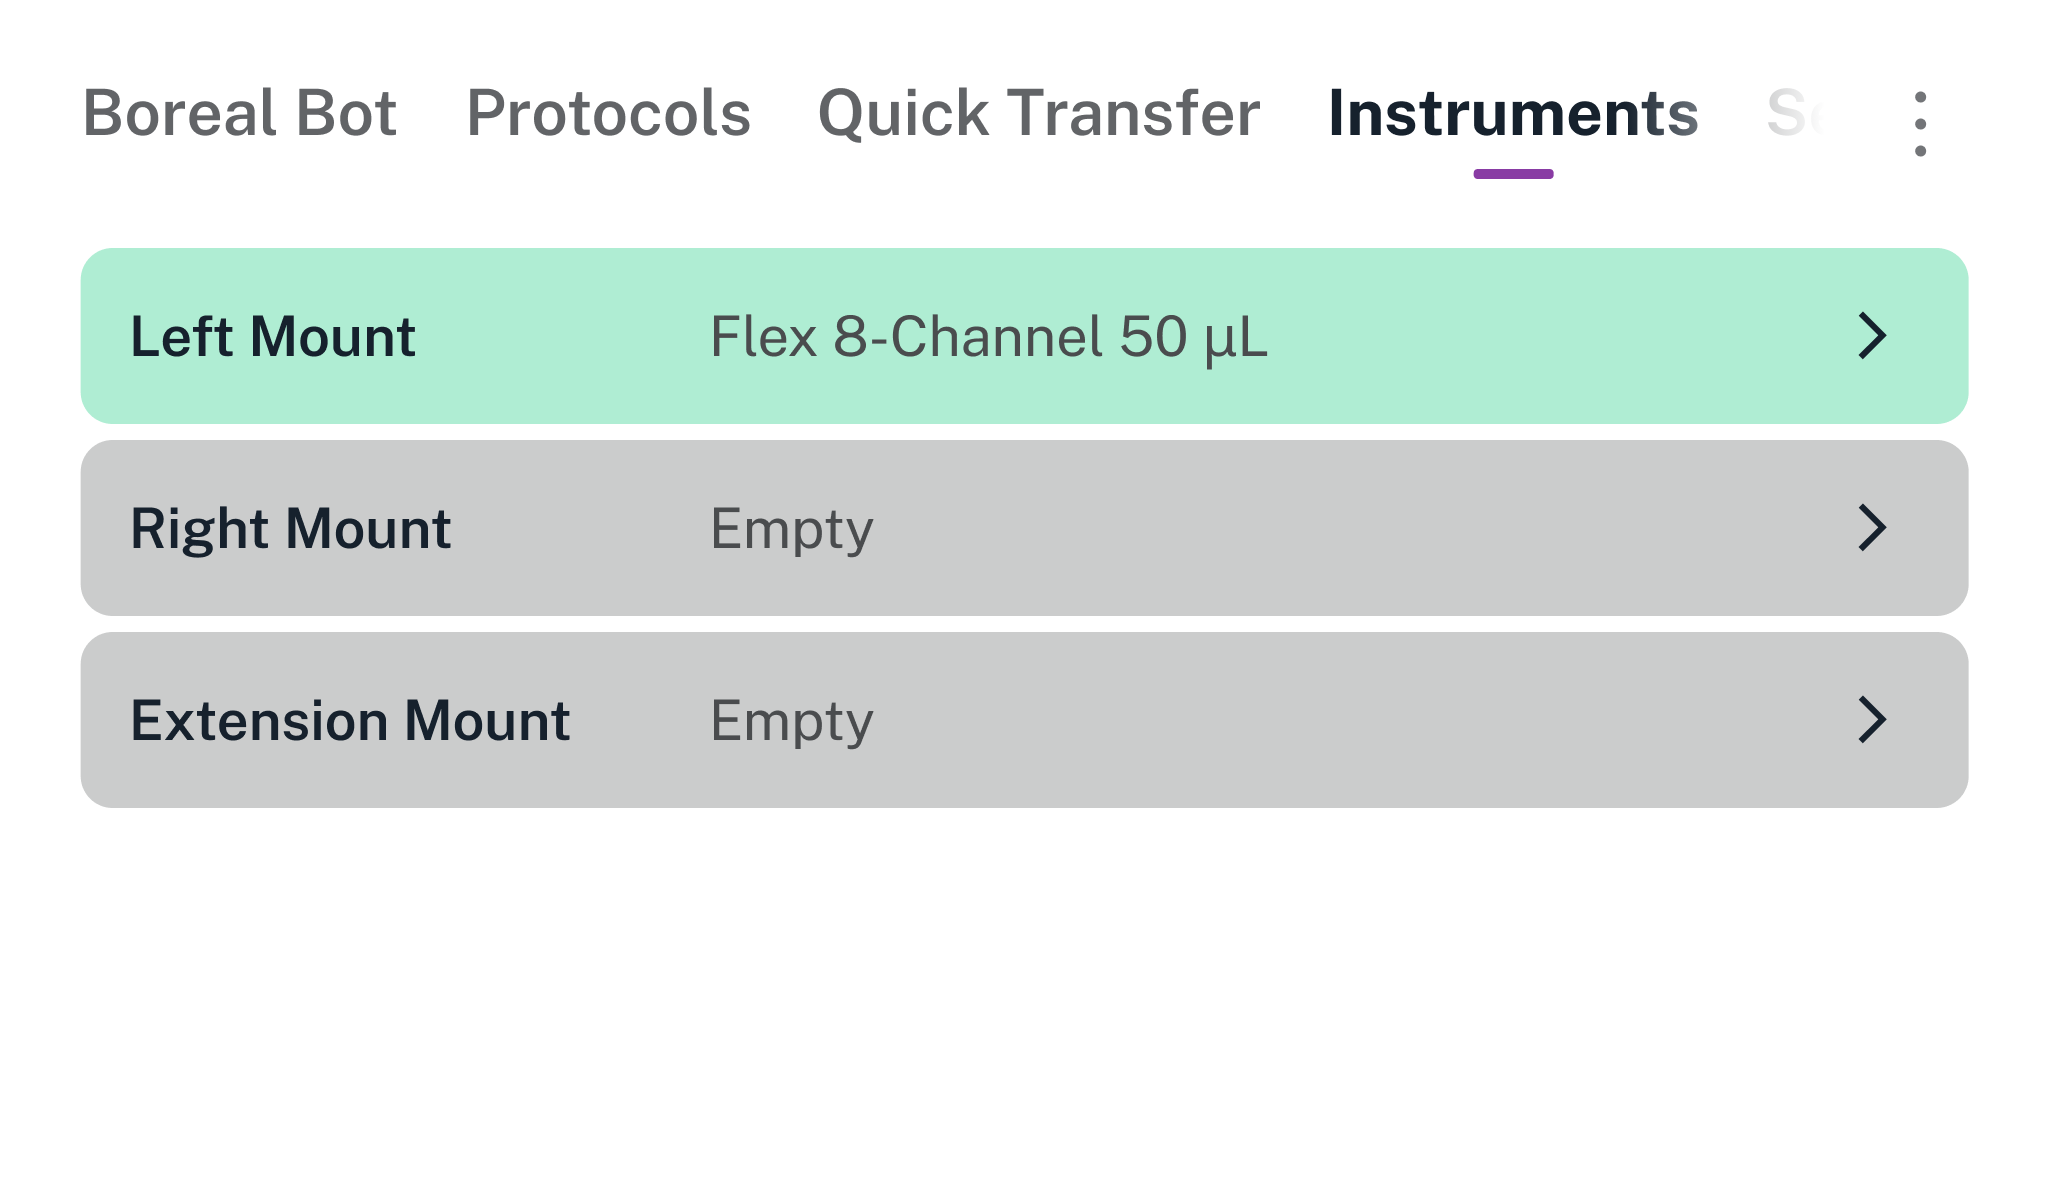 Boreal Bot Protocols Quick Transfer Instruments
Left Mount Flex 8-Channel 50 µL
Right Mount Empty
Extension Mount Empty